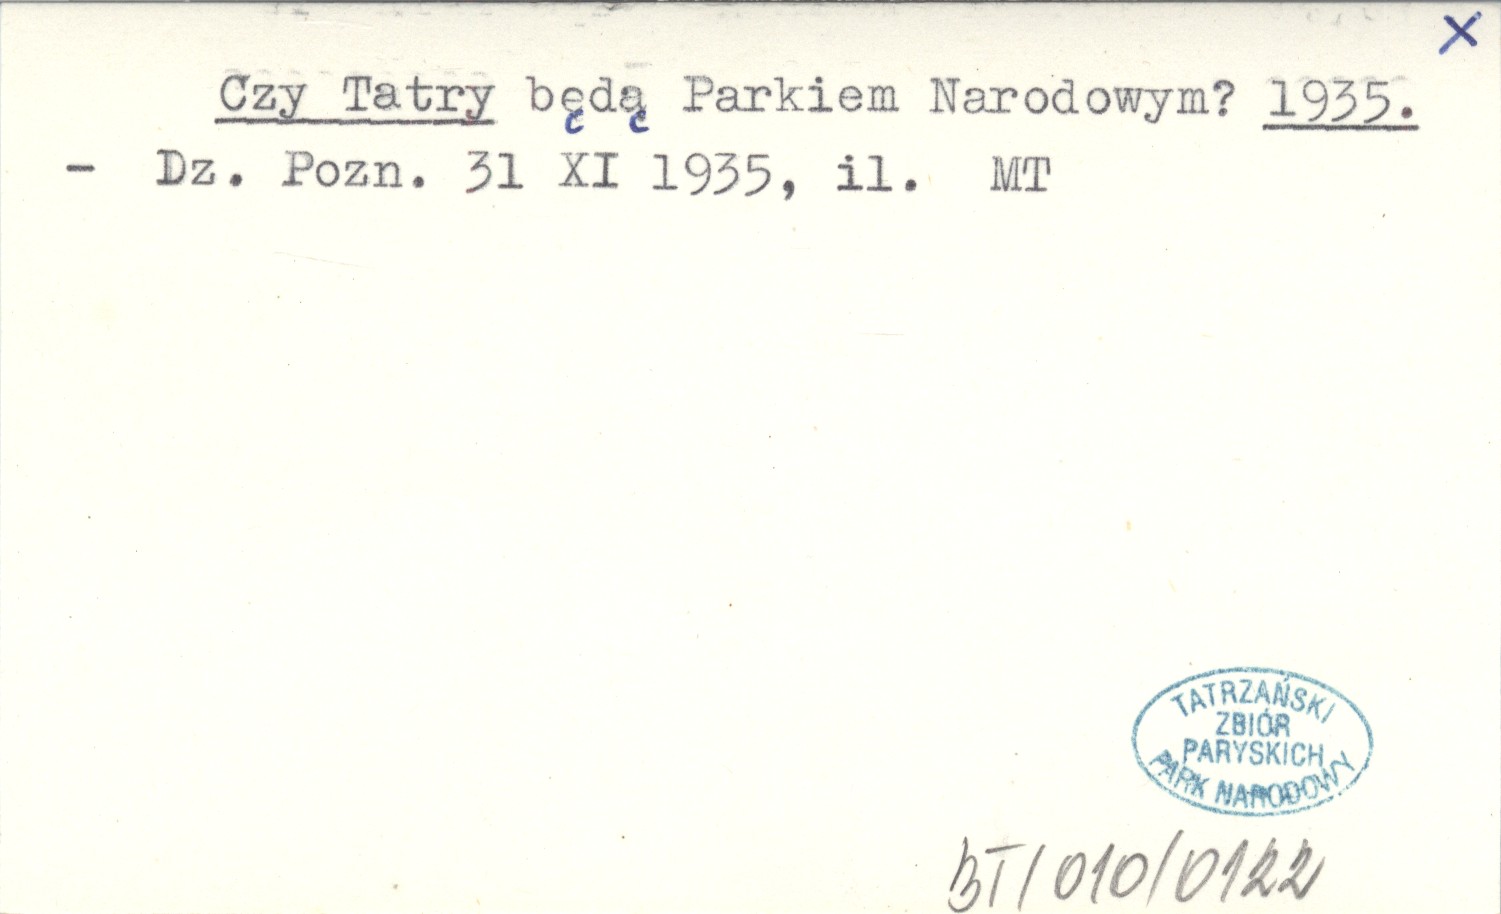 X
Czy Tatry będą Parkiem Narodowym? 1935.
- Dz. Pozn. 31 XI 1935, il. MT
TATRZAŃSKI
ZBIÓR
PARYSKICH
PARK NARODOWY
BT/010/0122